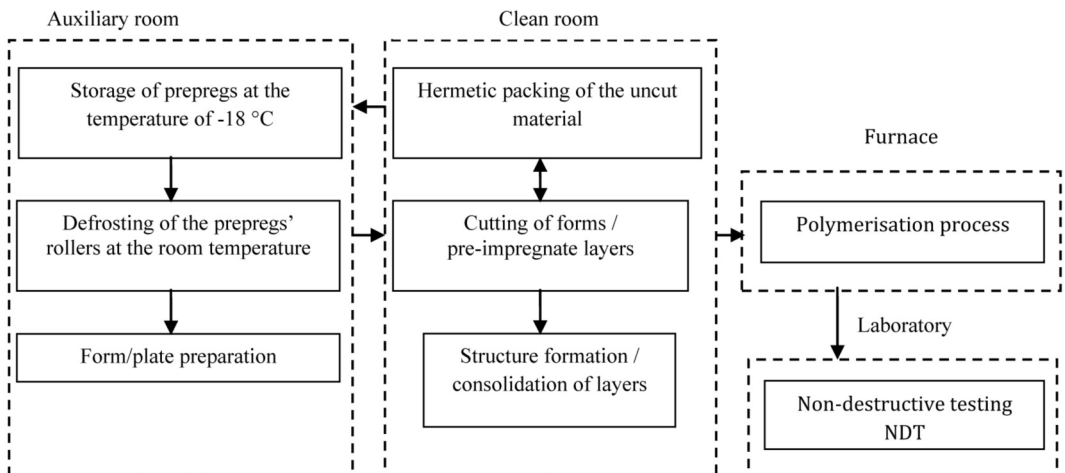 Auxiliary room
Storage of prepregs at the
temperature of -18 °C
Defrosting of the prepregs’
rollers at the room temperature
Form/plate preparation
Clean room
Hermetic packing of the uncut
material
Cutting of forms /
pre-impregnate layers
Structure formation /
consolidation of layers
Furnace
Polymerisation process
Laboratory
Non-destructive testing
NDT